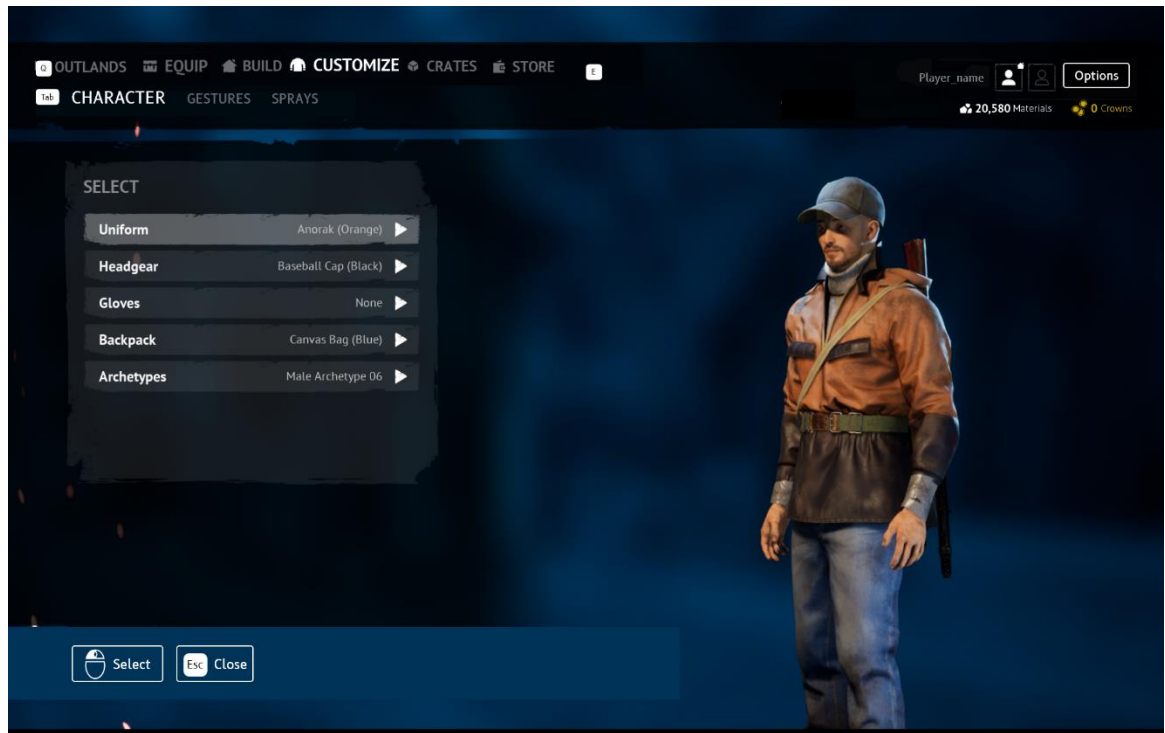 Q OUTLANDS EQUIP BUILD CUSTOMIZE CRATES STORE E
Tab CHARACTER GESTURES SPRAYS
Player_name Options
20,580 Materials 0 Crowns
SELECT
Uniform Anorak (Orange)
Headgear Baseball Cap (Black)
Gloves None
Backpack Canvas Bag (Blue)
Archetypes Male Archetype 06
Select Esc Close